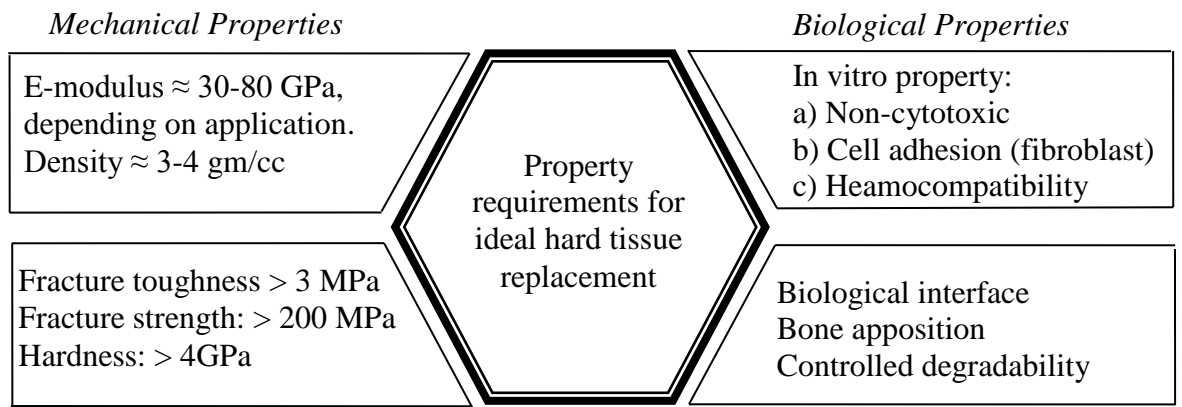 Mechanical Properties
E-modulus ≈ 30-80 GPa,
depending on application.
Density ≈ 3-4 gm/cc
Fracture toughness > 3 MPa
Fracture strength: > 200 MPa
Hardness: > 4GPa
Property
requirements for
ideal hard tissue
replacement
Biological Properties
In vitro property:
a) Non-cytotoxic
b) Cell adhesion (fibroblast)
c) Heamocompatibility
Biological interface
Bone apposition
Controlled degradability